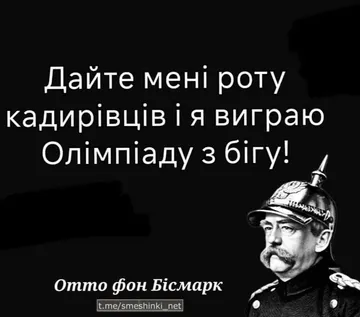 Дайте мені роту
кадирівців і я виграю
Олімпіаду з бігу!
Отто фон Бісмарк
t.me/smeshinki_net